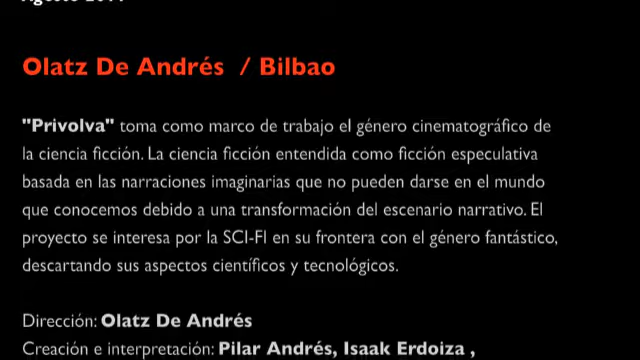 Olatz De Andrés / Bilbao
"Privolva" toma como marco de trabajo el género cinematográfico de
la ciencia ficción. La ciencia ficción entendida como ficción especulativa
basada en las narraciones imaginarias que no pueden darse en el mundo
que conocemos debido a una transformación del escenario narrativo. El
proyecto se interesa por la SCI-FI en su frontera con el género fantástico,
descartando sus aspectos científicos y tecnológicos.
Dirección: Olatz De Andrés
Creación e interpretación: Pilar Andrés, Isaak Erdoiza ,